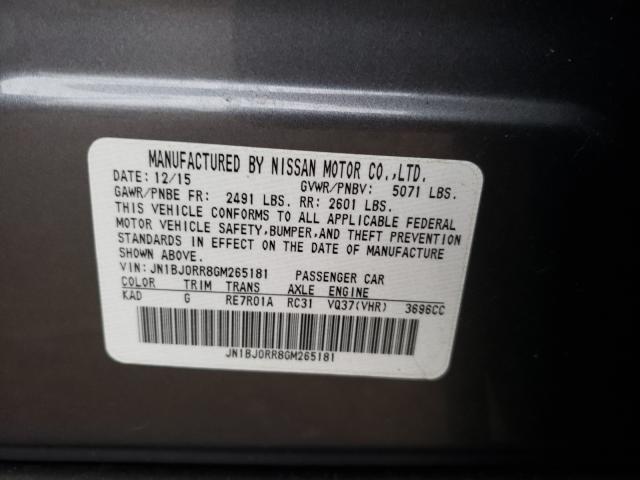 MANUFACTURED BY NISSAN MOTOR CO.,LTD.
DATE: 12/15 GVWR/PNBV: 5071 LBS.
GAWR/PNBE FR: 2491 LBS. RR: 2601 LBS.
THIS VEHICLE CONFORMS TO ALL APPLICABLE FEDERAL
MOTOR VEHICLE SAFETY,BUMPER,AND THEFT PREVENTION
STANDARDS IN EFFECT ON THE DATE OF MANUFACTURE
SHOWN ABOVE.
VIN: JN1BJ0RR8GM265181 PASSENGER CAR
COLOR TRIM TRANS AXLE ENGINE
KAD G RE7R01A RC31 VQ37(VHR) 3696CC
JN1BJ0RR8GM265181